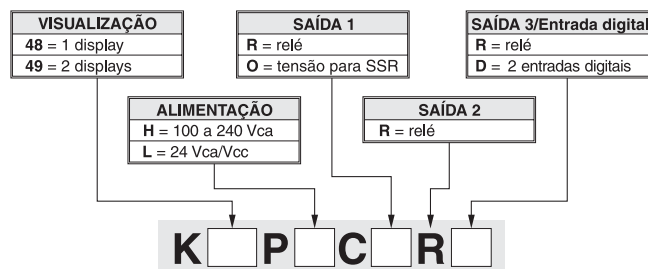 VISUALIZAÇÃO
48 = 1 display
49 = 2 displays
SAÍDA 1
R = relé
O = tensão para SSR
SAÍDA 3/Entrada digital
R = relé
D = 2 entradas digitais
ALIMENTAÇÃO
H = 100 a 240 Vca
L = 24 Vca/Vcc
SAÍDA 2
R = relé
K P C R